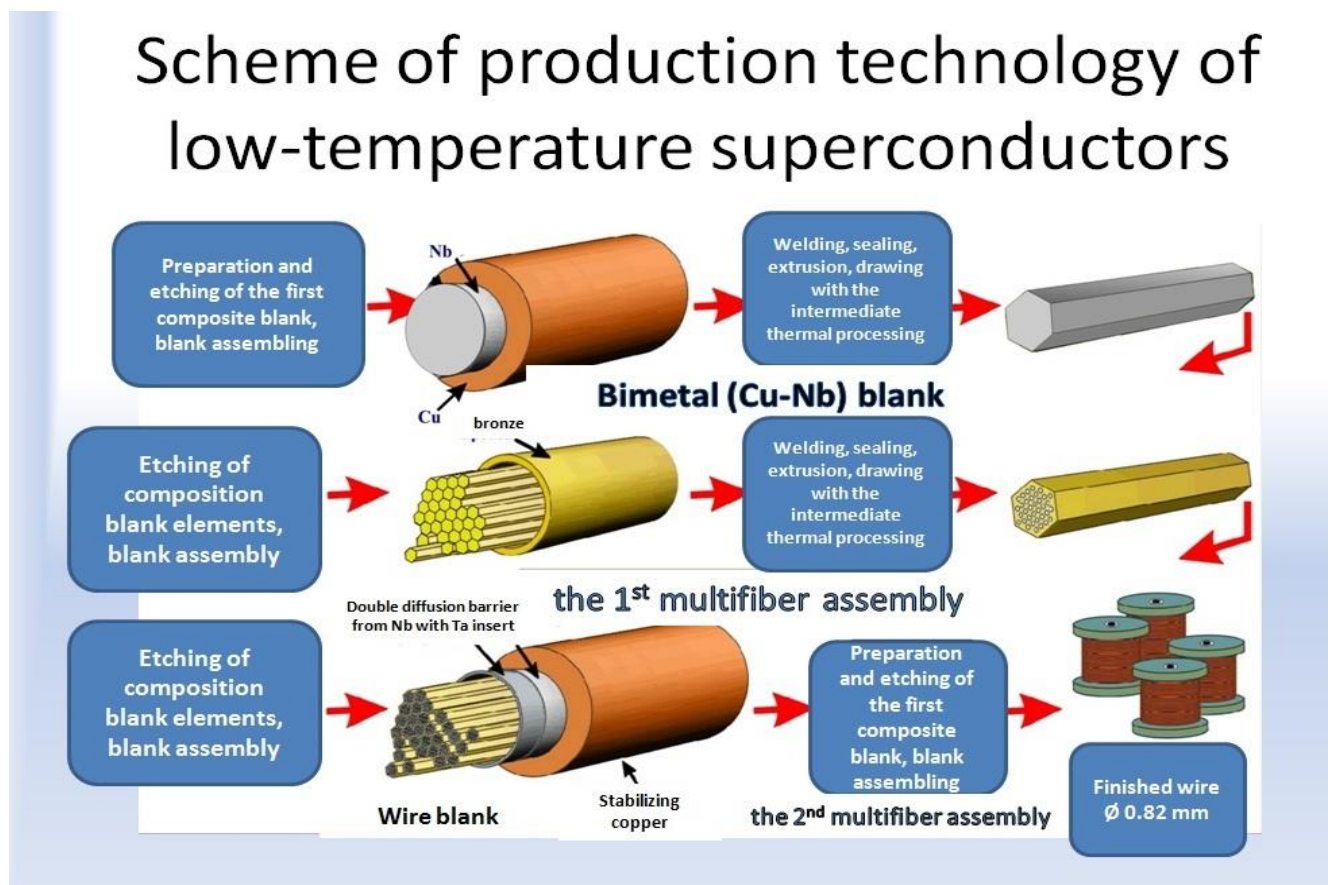 Scheme of production technology of
low-temperature superconductors
Preparation and
etching of the first
composite blank,
blank assembling
Nb
Cu
Welding, sealing,
extrusion, drawing
with the
intermediate
thermal processing
Bimetal (Cu-Nb) blank
Etching of
composition
blank elements,
blank assembly
bronze
Welding, sealing,
extrusion, drawing
with the
intermediate
thermal processing
the 1st multifiber assembly
Etching of
composition
blank elements,
blank assembly
Double diffusion barrier
from Nb with Ta insert
Wire blank
Stabilizing
copper
Preparation
and etching of
the first
composite
blank, blank
assembling
the 2nd multifiber assembly
Finished wire
Ø 0.82 mm